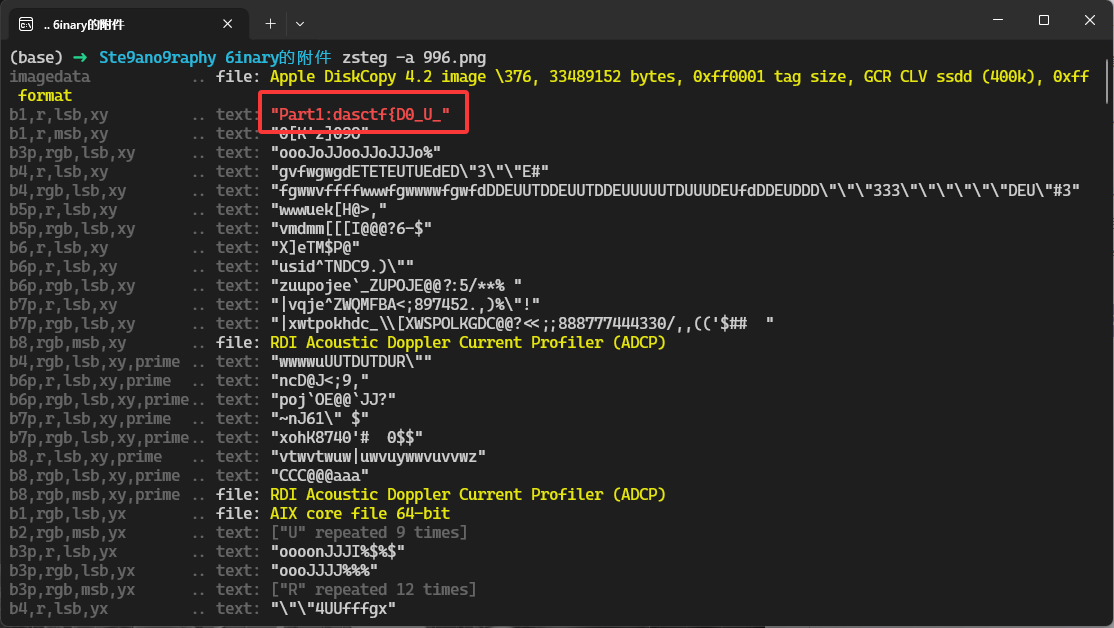 .. 6inary的附件
(base) → Ste9ano9raphy 6inary的附件 zsteg -a 996.png
imagedata .. file: Apple DiskCopy 4.2 image \376, 33489152 bytes, 0xff0001 tag size, GCR CLV ssdd (400k), 0xff
format
b1,r,lsb,xy .. text: "Part1:dasctf{D0_U_"
b1,r,msb,xy .. text:
b3p,rgb,lsb,xy .. text: "oooJoJJooJJoJJJo%"
b4,r,lsb,xy .. text: "gvfwgwgdETETEUTUEdED\"3\"\"E#"
b4,rgb,lsb,xy .. text: "fgwwvffffwwwfgwwwwfgwfdDDEUUTDDEUUTDDEUUUUUTDUUUDEUfdDDEUDDD\"\"\"333\"\"\"\"\"\"DEU\"#3"
b5p,r,lsb,xy .. text: "wwwuek[H@>,"
b5p,rgb,lsb,xy .. text: "vmdmm[[[I@@@?6-$"
b6,r,lsb,xy .. text: "X]eTM$P@"
b6p,r,lsb,xy .. text: "usid^TNDC9.)\""
b6p,rgb,lsb,xy .. text: "zuupojee`_ZUPOJE@@?:5/**% "
b7p,r,lsb,xy .. text: "|vqje^ZWQMFBA<;897452.,)%\"!"
b7p,rgb,lsb,xy .. text: "|xwtpokhdc_\\[XWSPOLKGDC@@?<<;;888777444330/,,(('$##  "
b8,rgb,msb,xy .. file: RDI Acoustic Doppler Current Profiler (ADCP)
b4,rgb,lsb,xy,prime .. text: "wwwwuUUTDUTDUR\""
b6p,r,lsb,xy,prime .. text: "ncD@J<;9,"
b6p,rgb,lsb,xy,prime.. text: "poj`OE@@`JJ?"
b7p,r,lsb,xy,prime .. text: "~nJ61\" $"
b7p,rgb,lsb,xy,prime.. text: "xohK8740'#  0$$"
b8,r,lsb,xy,prime .. text: "vtwvtwuw|uwvuywwvuvvwz"
b8,rgb,lsb,xy,prime .. text: "CCC@@@aaa"
b8,rgb,msb,xy,prime .. file: RDI Acoustic Doppler Current Profiler (ADCP)
b1,rgb,lsb,yx .. file: AIX core file 64-bit
b2,rgb,msb,yx .. text: ["U" repeated 9 times]
b3p,r,lsb,yx .. text: "oooonJJJI%$%$"
b3p,rgb,lsb,yx .. text: "oooJJJJ%%%"
b3p,rgb,msb,yx .. text: ["R" repeated 12 times]
b4,r,lsb,yx .. text: "\"\"4UUfffgx"